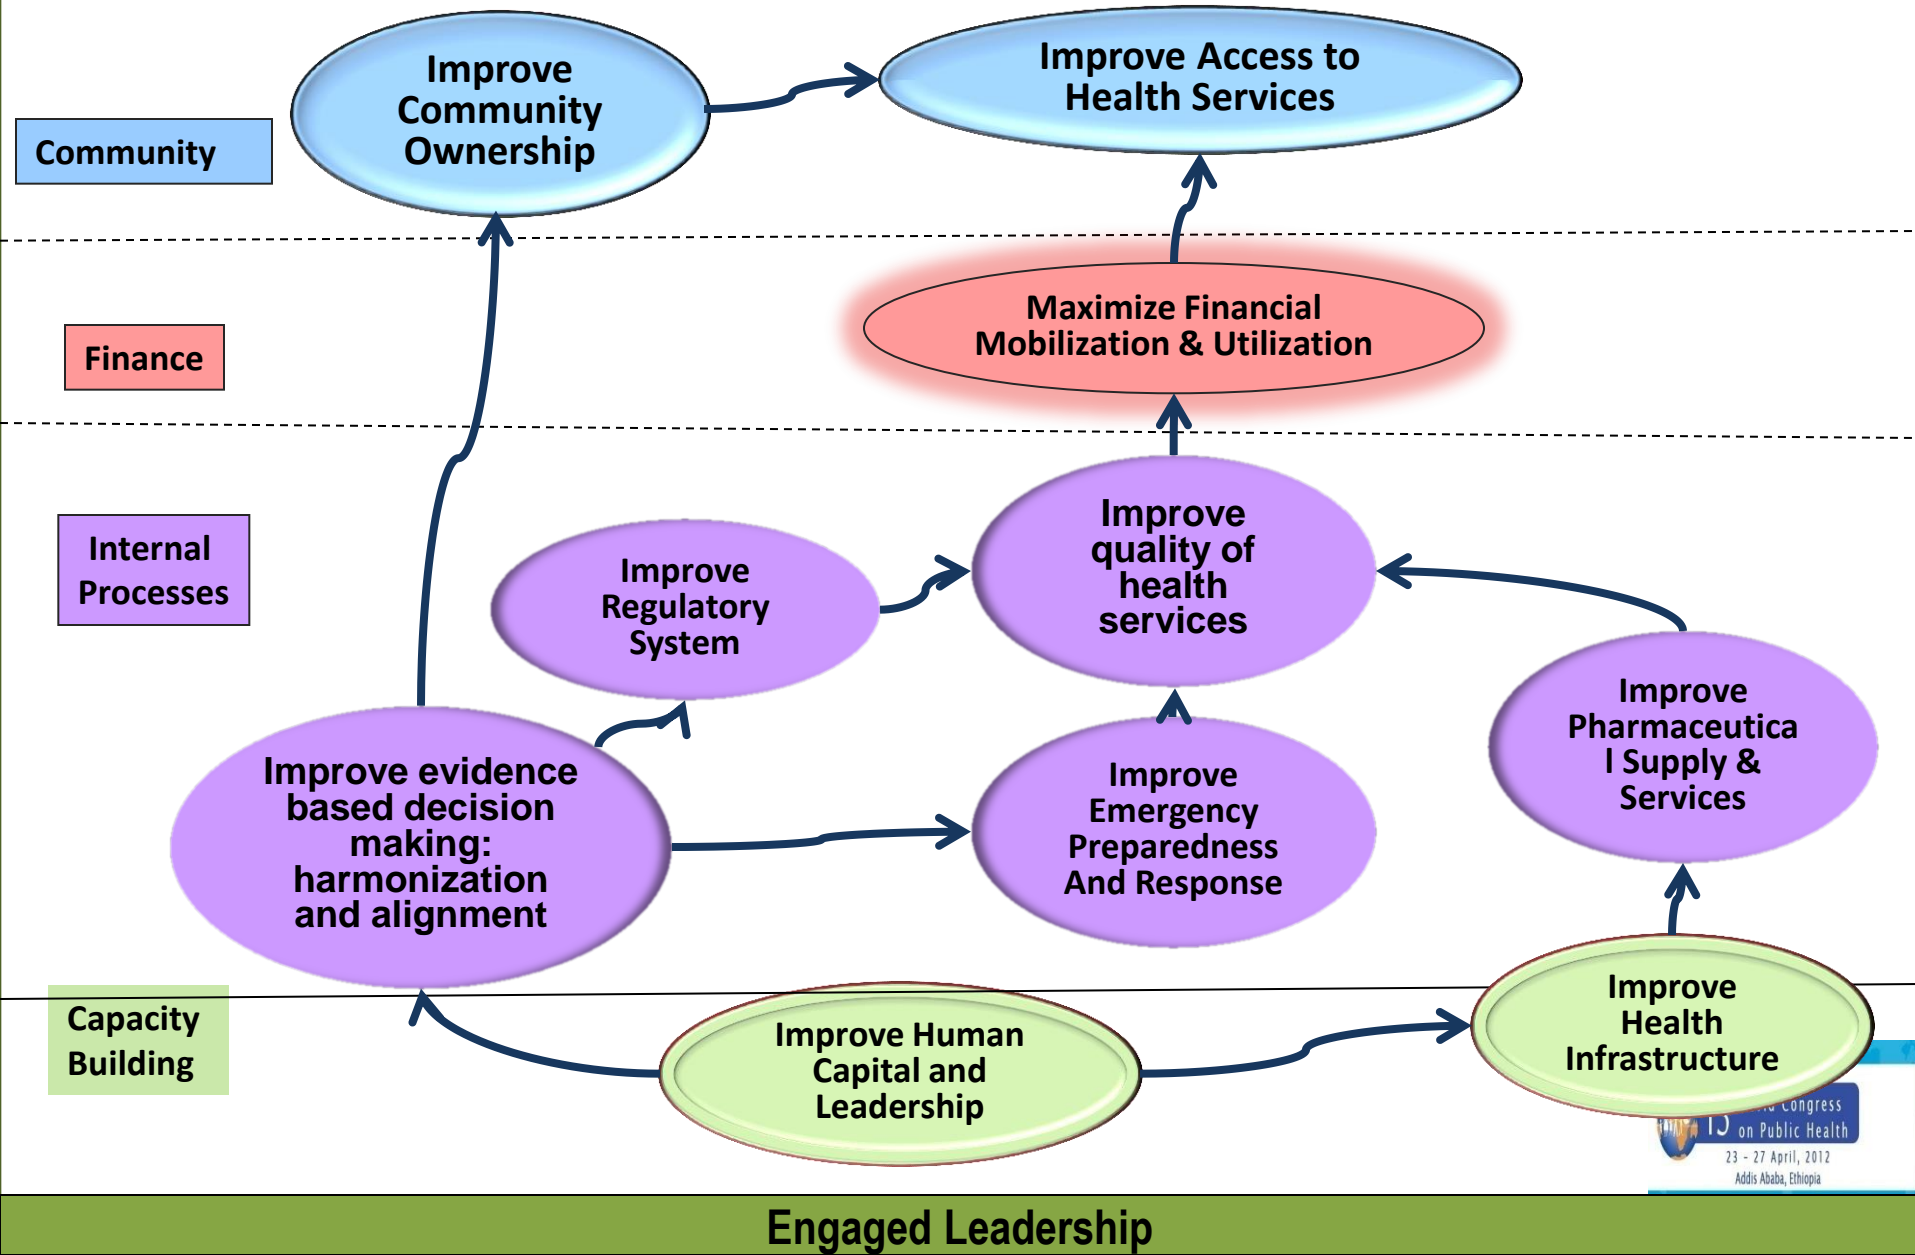 Improve
Community
Ownership
Improve Access to
Health Services
Community
Maximize Financial
Mobilization & Utilization
Finance
Internal
Processes
Improve
Regulatory
System
Improve
quality of
health
services
Improve
Pharmaceutica
l Supply &
Services
Improve evidence
based decision
making:
harmonization
and alignment
Improve
Emergency
Preparedness
And Response
Capacity
Building
Improve Human
Capital and
Leadership
Improve
Health
Infrastructure
Congress
on Public Health
23 - 27 April, 2012
Addis Ababa, Ethiopia
Engaged Leadership